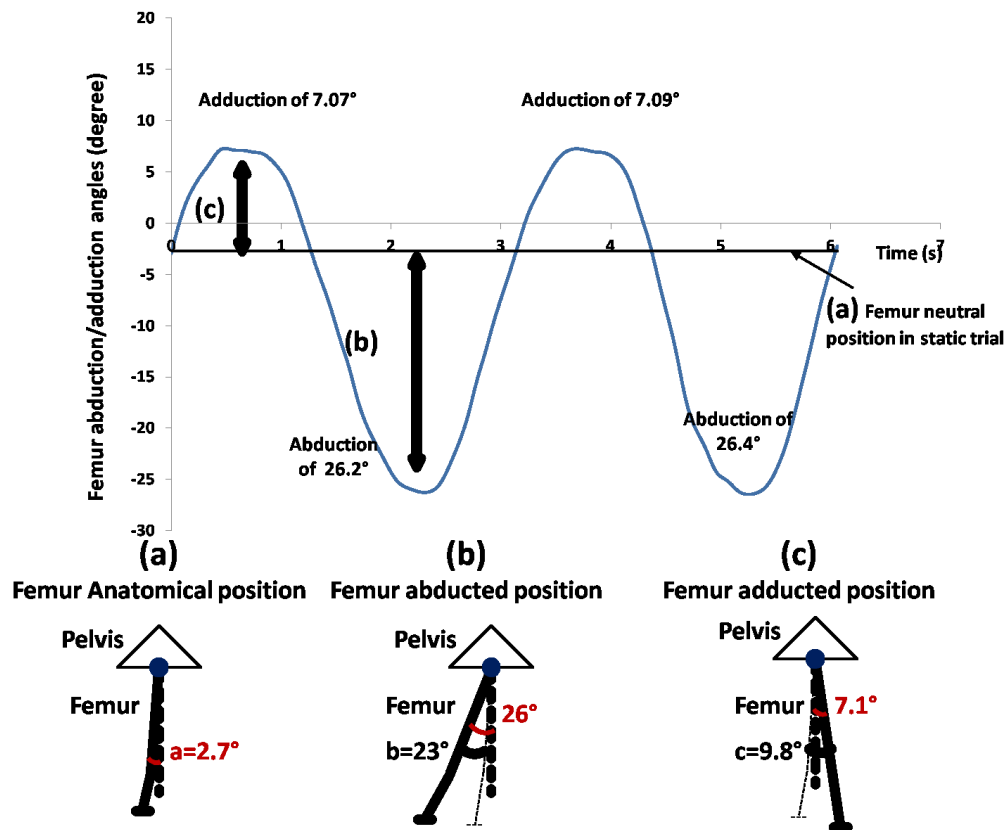 Femur abduction/adduction angles (degree)
20
15
10
5
0
-5
-10
-15
-20
-25
-30
0
1
2
3
4
5
6
7
Time (s)
Adduction of 7.07°
Adduction of 7.09°
(c)
(b)
(a) Femur neutral
position in static trial
Abduction
of 26.2°
Abduction of
26.4°
(a)
Femur Anatomical position
Pelvis
Femur
a=2.7°
(b)
Femur abducted position
Pelvis
Femur
26°
b=23°
(c)
Femur adducted position
Pelvis
Femur
7.1°
c=9.8°